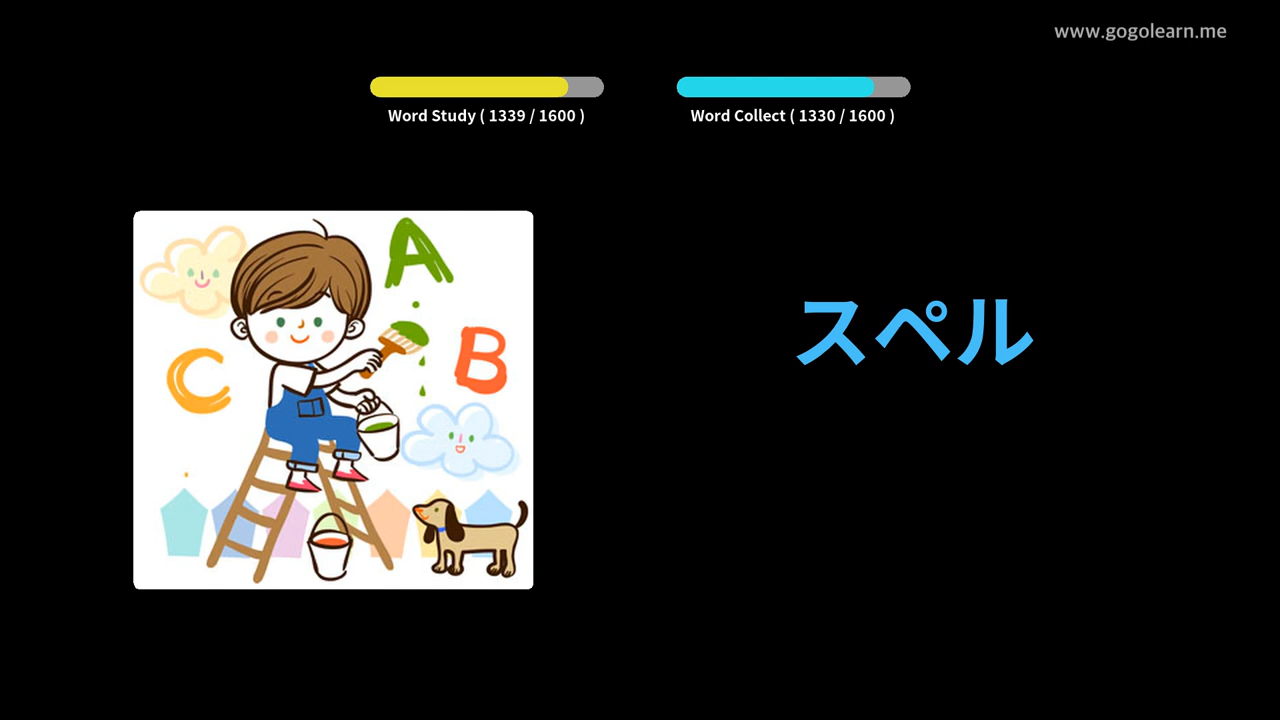 www.gogolearn.me
Word Study ( 1339 / 1600 )
Word Collect ( 1330 / 1600 )
A
B
C
スペル